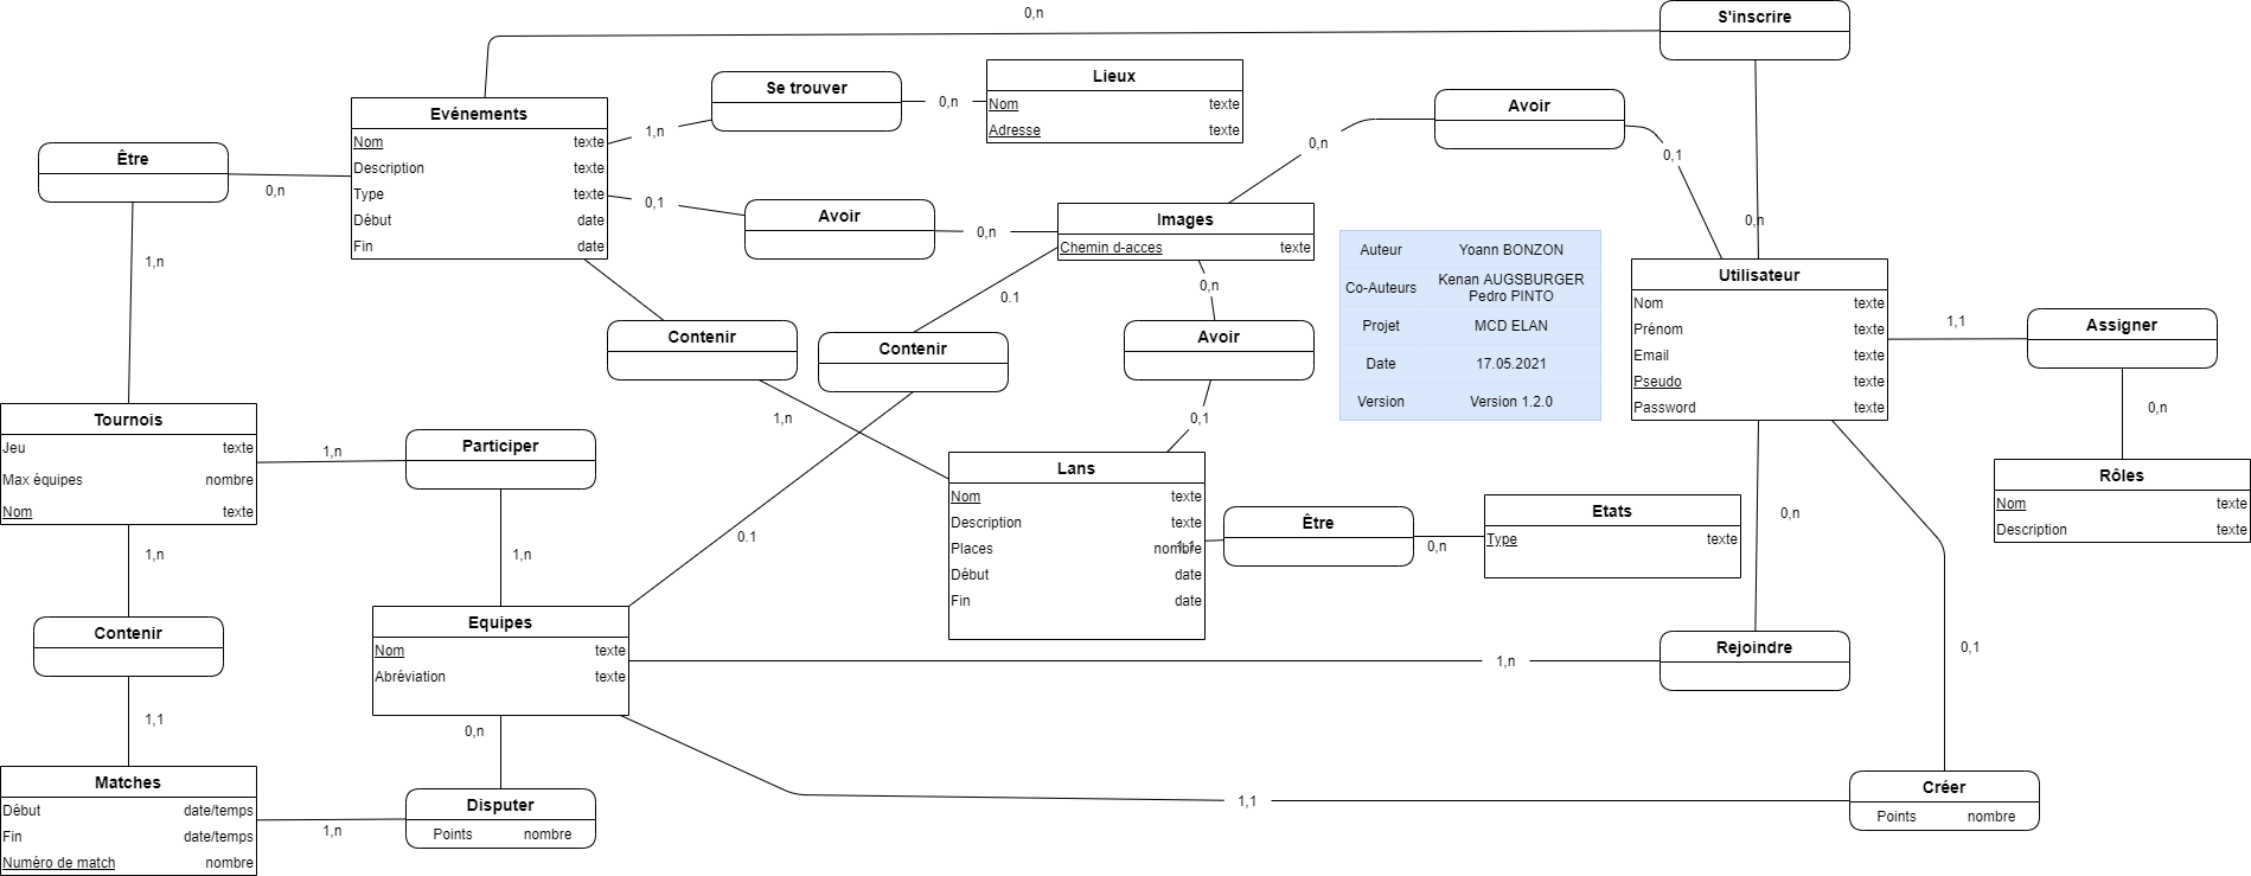 0,n
S'inscrire
Se trouver
0,n
Lieux
Nom texte
Adresse texte
Avoir
Evénements
Nom texte
Description texte
Type texte
Début date
Fin date
1,n
0,1
Avoir
0,n
0,n
0,1
0,n
Être
0,n
1,n
Images
Chemin d-acces texte
Auteur Yoann BONZON
Co-Auteurs Kenan AUGSBURGER
Pedro PINTO
Projet MCD ELAN
Date 17.05.2021
Version Version 1.2.0
Utilisateur
Nom texte
Prénom texte
Email texte
Pseudo texte
Password texte
1,1
Assigner
0,n
Rôles
Nom texte
Description texte
Contenir
1,n
Contenir
0.1
0.1
0,n
Avoir
0,1
Tournois
Jeu texte
Max équipes nombre
Nom texte
1,n
Participer
1,n
1,n
Lans
Nom texte
Description texte
Places nombre
Début date
Fin date
1,1
Être
0,n
Etats
Type texte
0,n
0,1
Contenir
1,1
Equipes
Nom texte
Abréviation texte
1,n
Rejoindre
0,n
Matches
Début date/temps
Fin date/temps
Numéro de match nombre
1,n
Disputer
Points nombre
1,1
Créer
Points nombre